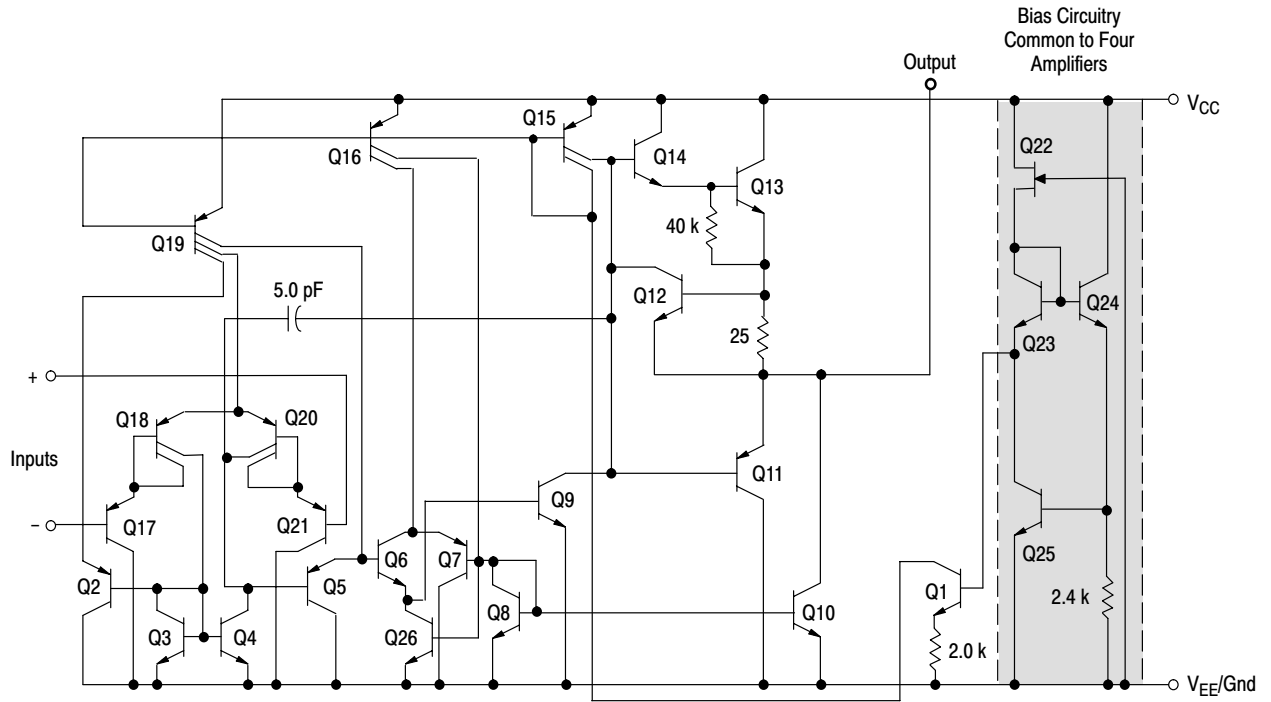 Bias Circuitry
Common to Four
Amplifiers
Output
VCC
Q15
Q22
Q16
Q14
Q13
40 k
Q19
5.0 pF
Q12
Q24
25
Q23
+
Q18
Q20
Inputs
Q11
Q9
−
Q17
Q21
Q25
Q6
Q7
Q2
Q5
Q1
2.4 k
Q8
Q10
Q3
Q4
Q26
2.0 k
VEE/Gnd